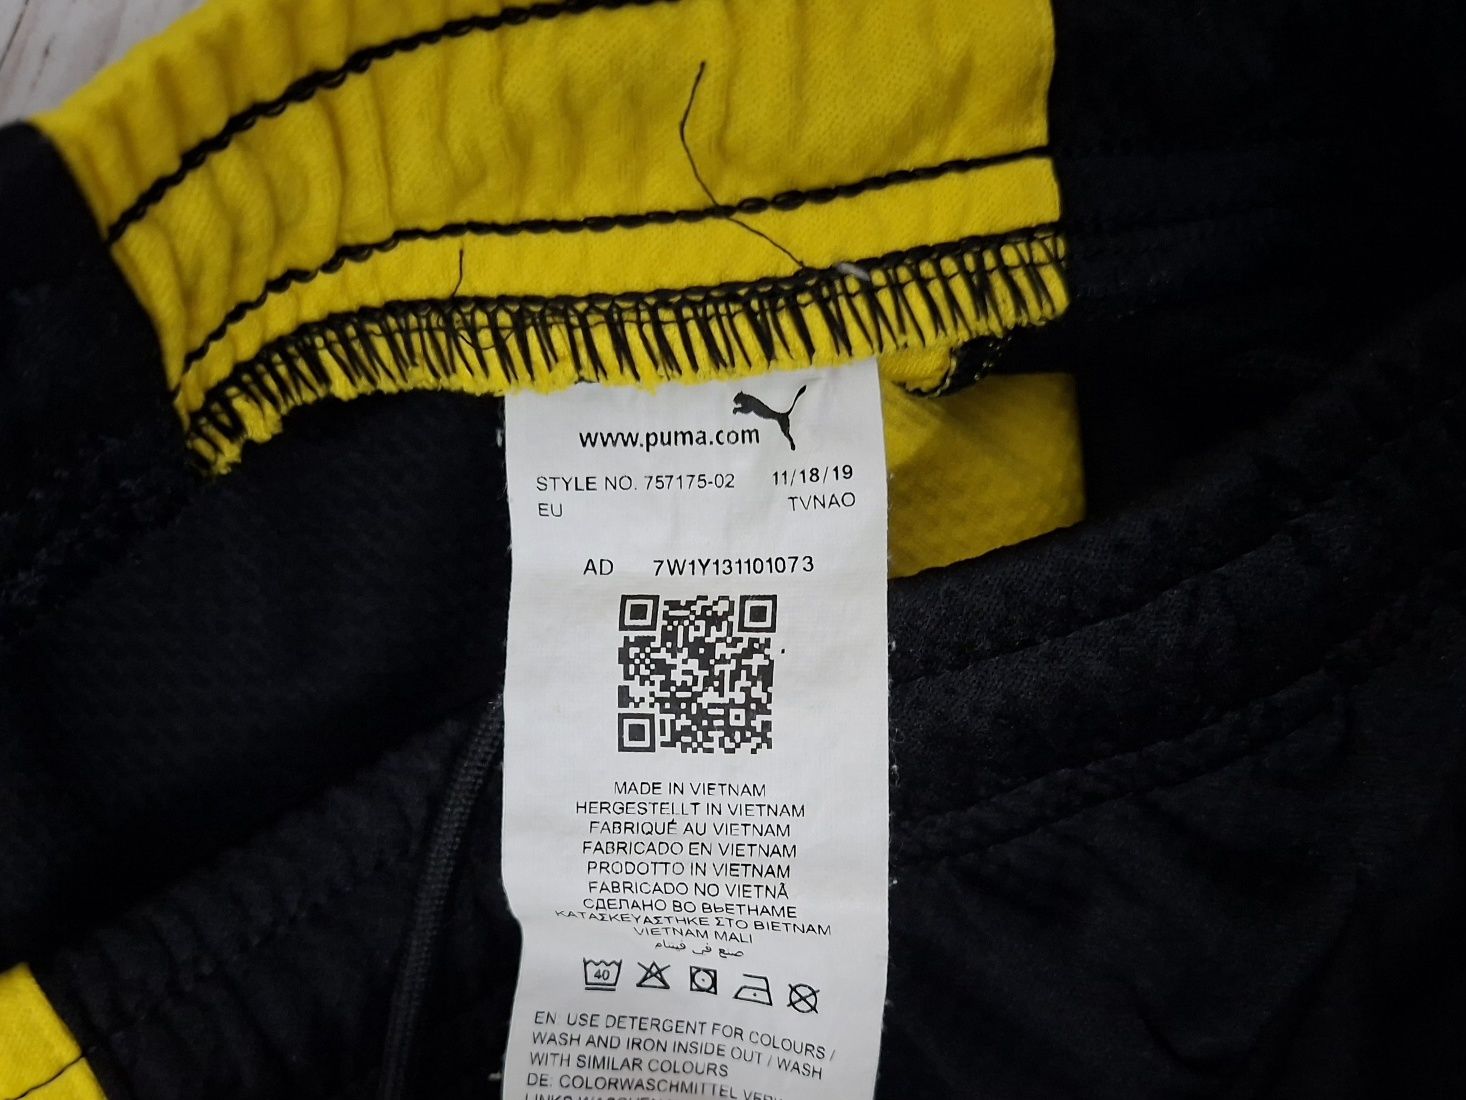 www.puma.com
STYLE NO. 757175-02 11/18/19
EU TVNAO
AD 7W1Y131101073
MADE IN VIETNAM
HERGESTELLT IN VIETNAM
FABRIQUÉ AU VIETNAM
FABRICADO EN VIETNAM
PRODOTTO IN VIETNAM
FABRICADO NO VIETNÃ
СДЕЛАНО ВО ВЬЕТНАМЕ
ΚΑΤΑΣΚΕΥΑΣΤΗΚΕ ΣΤΟ ΒΙΕΤΝΑΜ
VIETNAM MALI
صنع في فيتنام
40
EN: USE DETERGENT FOR COLOURS /
WASH AND IRON INSIDE OUT / WASH
WITH SIMILAR COLOURS
DE: COLORWASCHMITTEL